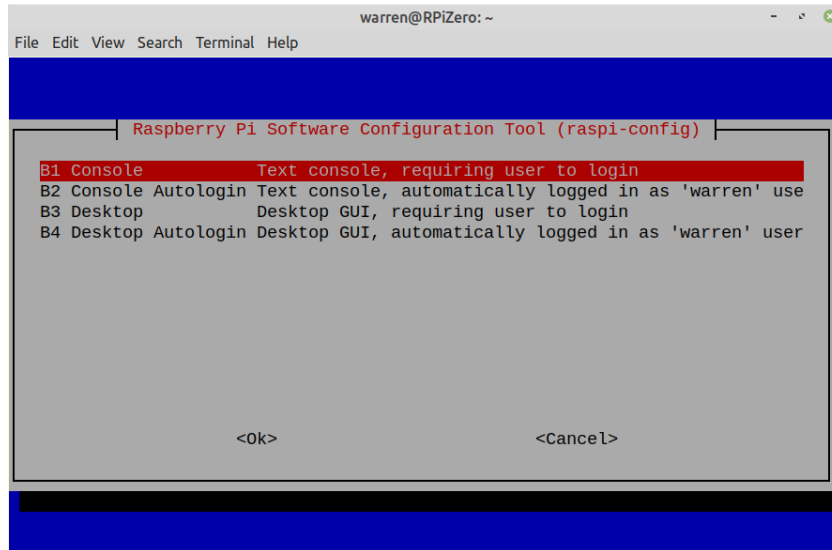 warren@RPiZero: ~
File Edit View Search Terminal Help
Raspberry Pi Software Configuration Tool (raspi-config)
B1 Console Text console, requiring user to login
B2 Console Autologin Text console, automatically logged in as 'warren' use
B3 Desktop Desktop GUI, requiring user to login
B4 Desktop Autologin Desktop GUI, automatically logged in as 'warren' user
<Ok> <Cancel>